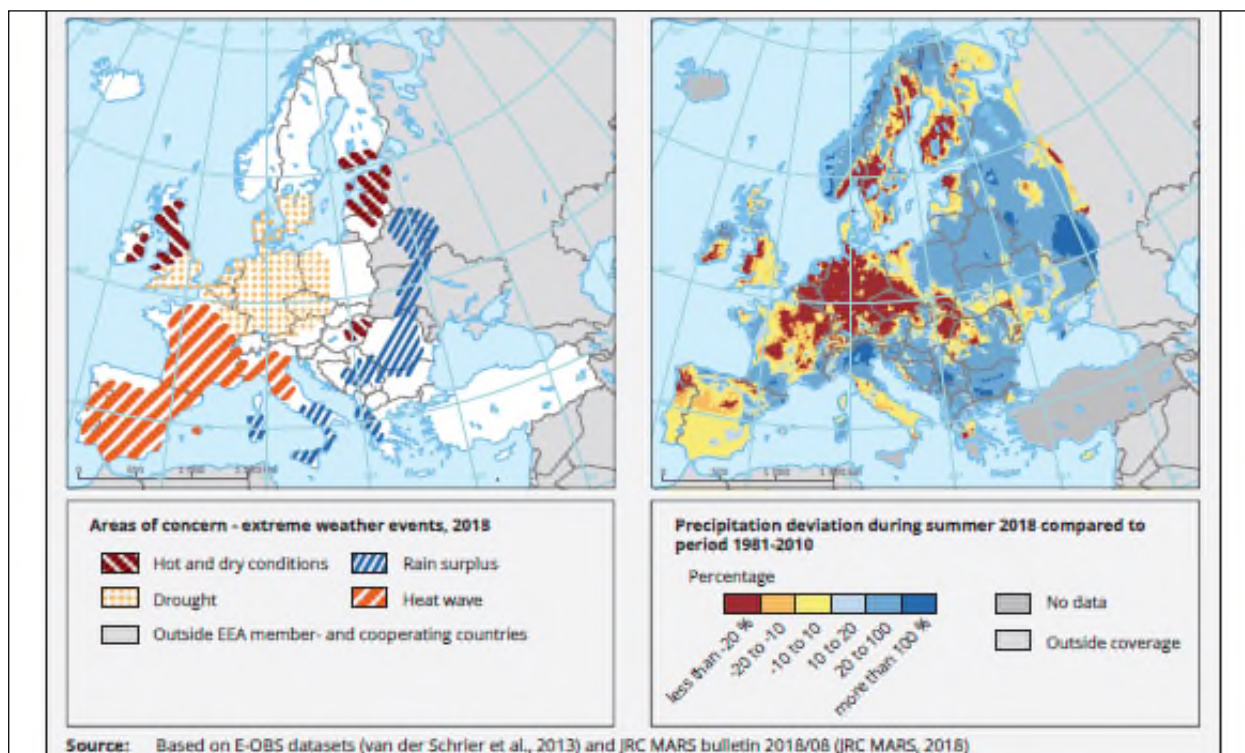 Areas of concern - extreme weather events, 2018
Hot and dry conditions
Rain surplus
Drought
Heat wave
Outside EEA member- and cooperating countries
Precipitation deviation during summer 2018 compared to
period 1981-2010
Percentage
less than -20 %
-20 to -10
-10 to 10
10 to 20
20 to 100
more than 100 %
No data
Outside coverage
Source: Based on E-OBS datasets (van der Schrier et al., 2013) and JRC MARS bulletin 2018/08 (JRC MARS, 2018)